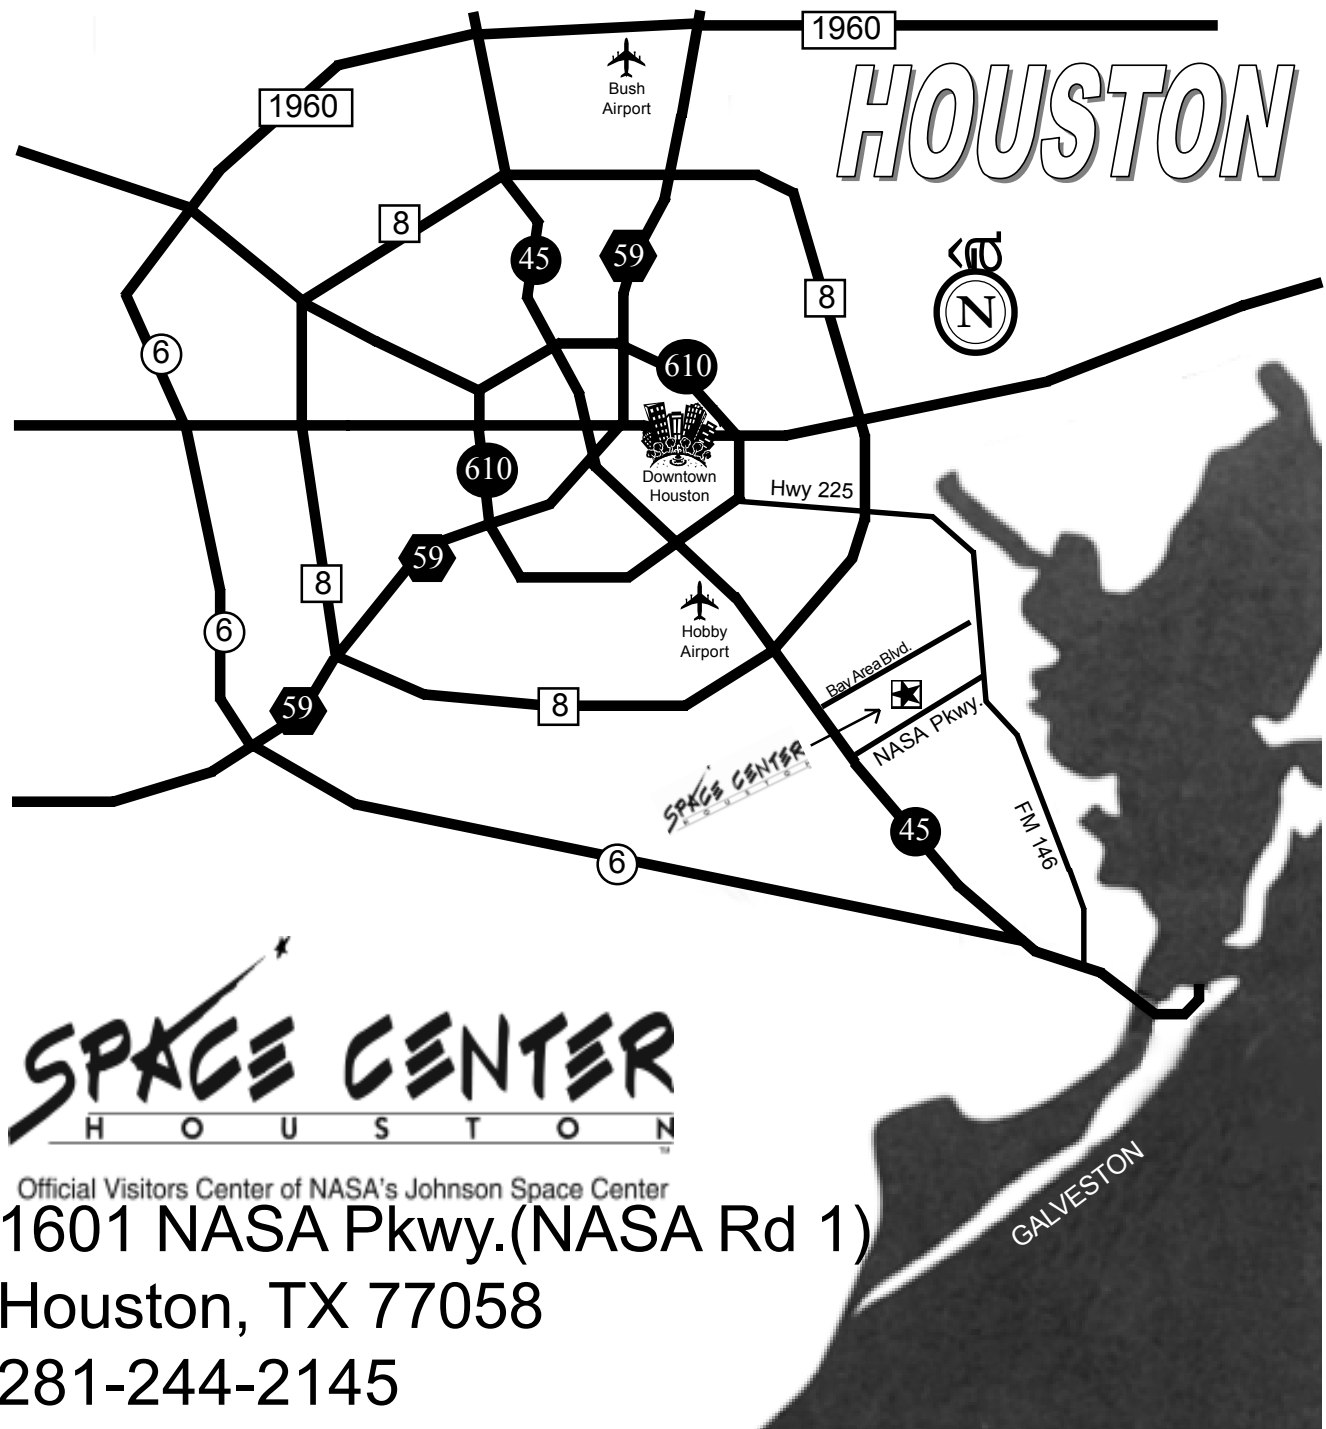 1960
HOUSTON
Bush
Airport
1960
8
45
59
N
8
6
610
610
Downtown
Houston
Hwy 225
59
8
6
Hobby
Airport
Bay Area Blvd.
59
8
NASA Pkwy.
SPACE CENTER
HOUSTON
45
FM 146
6
SPACE CENTER
HOUSTON
TM
Official Visitors Center of NASA's Johnson Space Center
1601 NASA Pkwy.(NASA Rd 1)
Houston, TX 77058
281-244-2145
GALVESTON